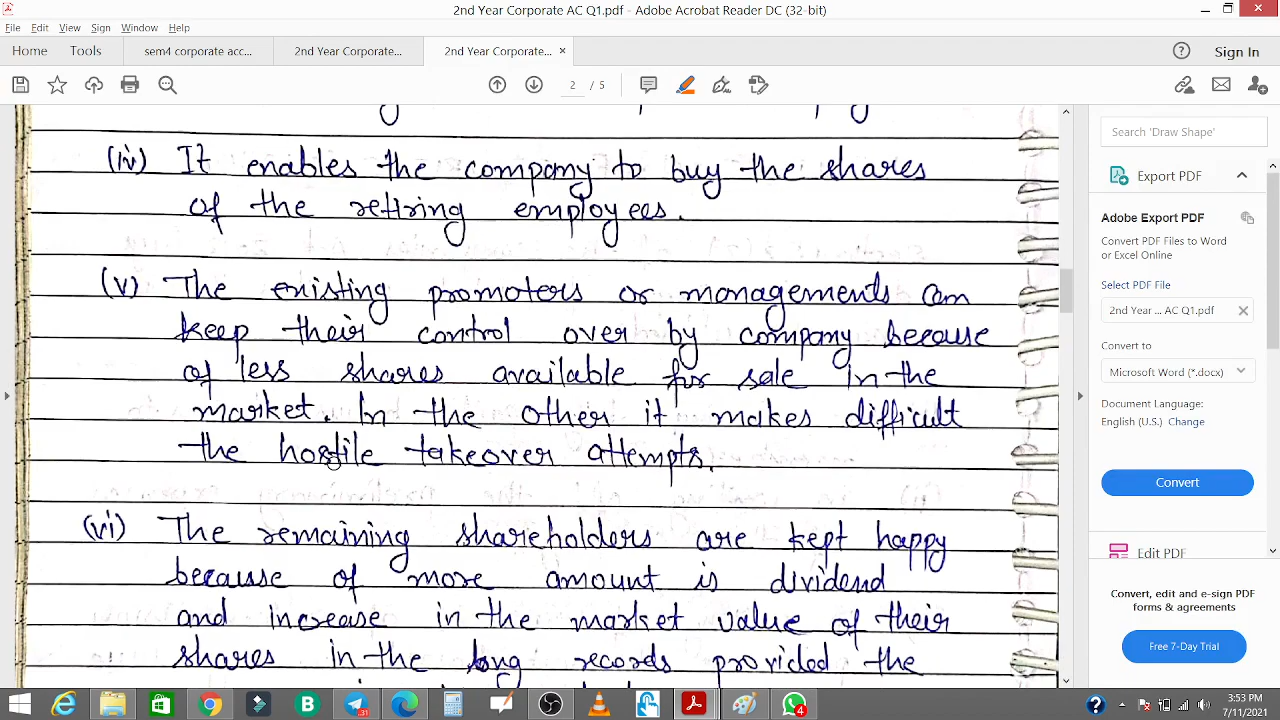 2nd Year Corporate AC Q1.pdf - Adobe Acrobat Reader DC (32-bit)
File Edit View Sign Window Help
Home Tools sem4 corporate acc... 2nd Year Corporate... 2nd Year Corporate... × Sign In
2 / 5
(iv) It enables the company to buy the shares
of the retiring employees.
(v) The existing promoters or managements can
keep their control over by company because
of less shares available for sale in the
market. In the other it makes difficult
the hostile takeover attempts.
(vi) The remaining shareholders are kept happy
because of more amount is dividend
and increase in the market value of their
shares in the long records provided the
Search 'Draw Shape'
Export PDF
Adobe Export PDF
Convert PDF Files to Word
or Excel Online
Select PDF File
2nd Year ... AC Q1.pdf
Convert to
Microsoft Word (*.docx)
Document Language:
English (U.S.) Change
Convert
Edit PDF
Convert, edit and e-sign PDF
forms & agreements
Free 7-Day Trial
31
4
3:53 PM
7/11/2021